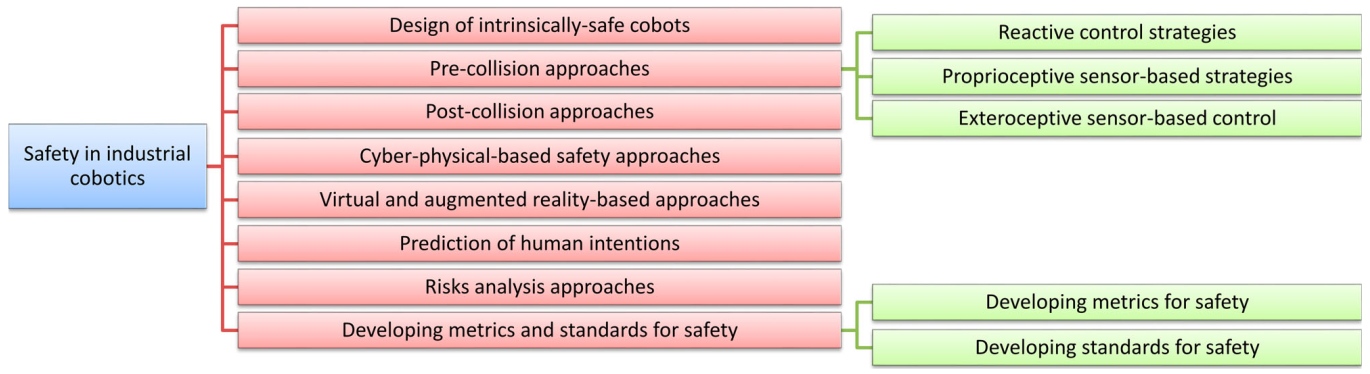 Safety in industrial
cobotics
Design of intrinsically-safe cobots
Pre-collision approaches
Post-collision approaches
Cyber-physical-based safety approaches
Virtual and augmented reality-based approaches
Prediction of human intentions
Risks analysis approaches
Developing metrics and standards for safety
Reactive control strategies
Proprioceptive sensor-based strategies
Exteroceptive sensor-based control
Developing metrics for safety
Developing standards for safety